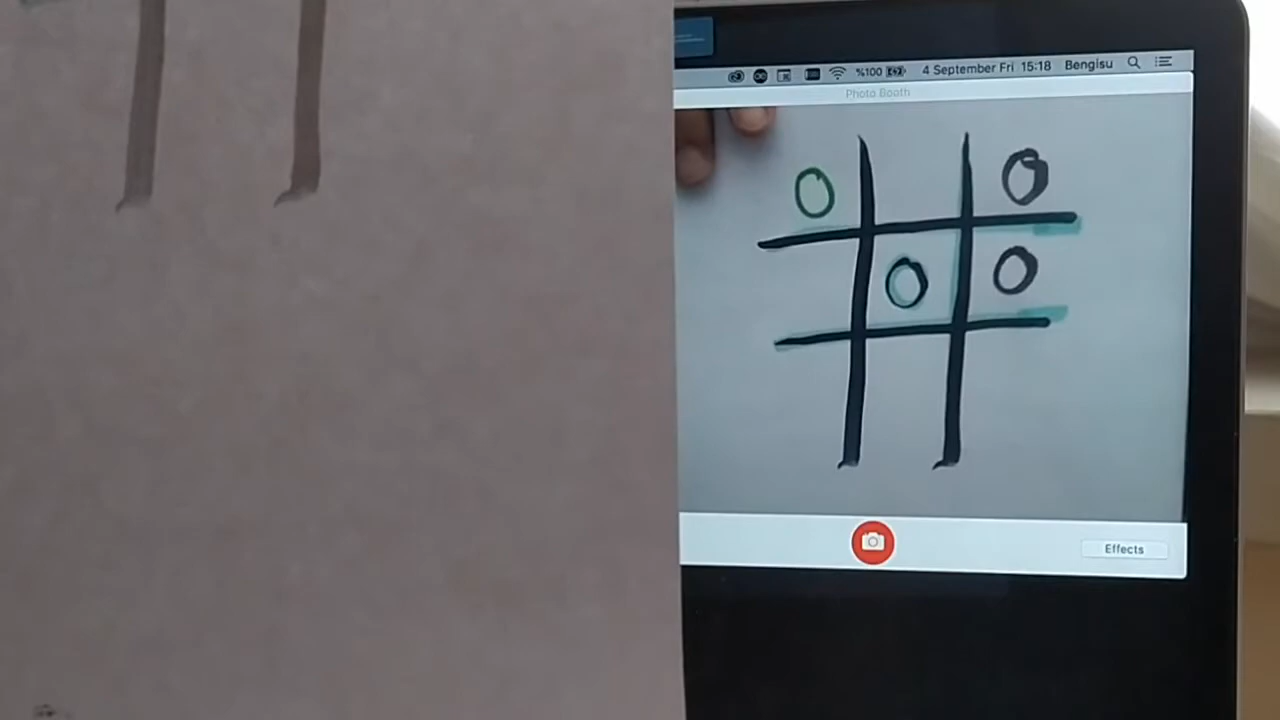 %100 4 September Fri 15:18 Bengisu
Photo Booth
O O
O O
Effects